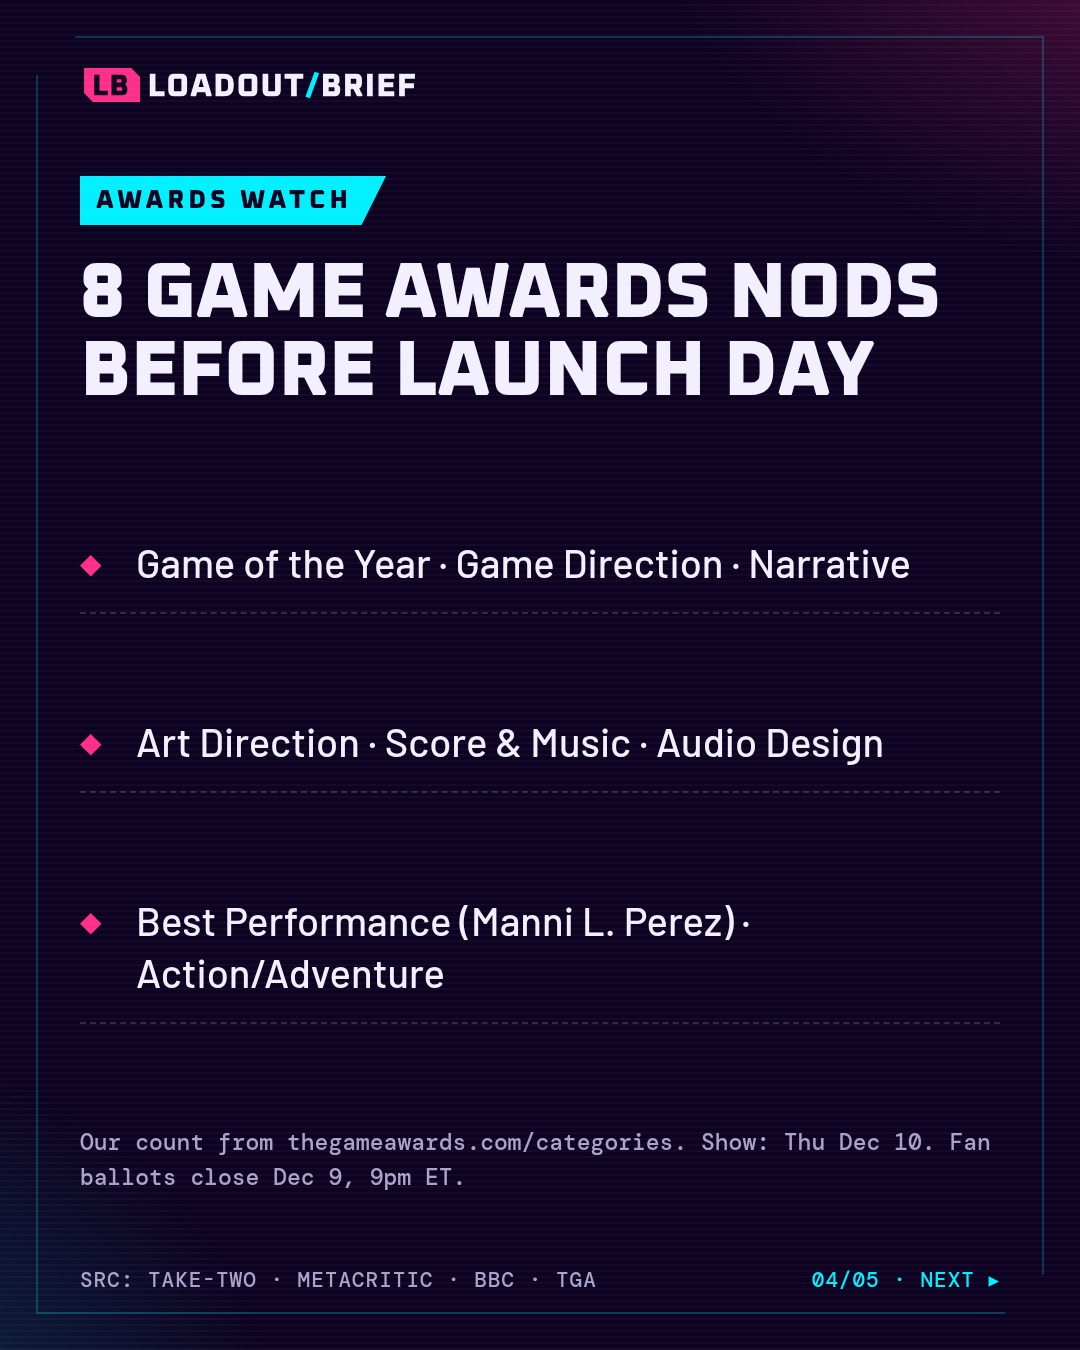 LB LOADOUT/BRIEF
AWARDS WATCH
8 GAME AWARDS NODS
BEFORE LAUNCH DAY
Game of the Year · Game Direction · Narrative
Art Direction · Score & Music · Audio Design
Best Performance (Manni L. Perez) ·
Action/Adventure
Our count from thegameawards.com/categories. Show: Thu Dec 10. Fan
ballots close Dec 9, 9pm ET.
SRC: TAKE-TWO · METACRITIC · BBC · TGA
04/05 · NEXT ▸